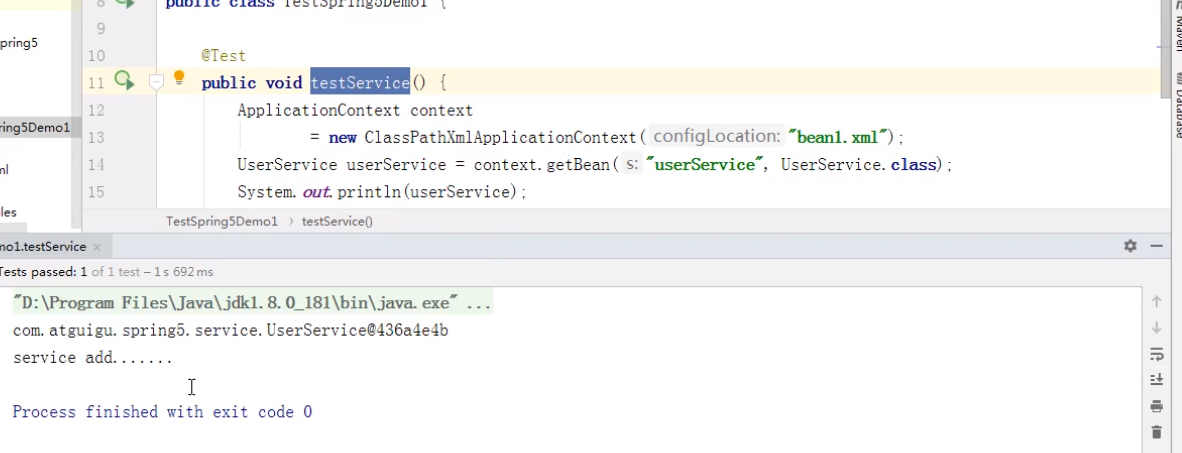 8 public class TestSpring5Demo1 {
9
pring5
10 @Test
11 public void testService() {
12 ApplicationContext context
ring5Demo1
13 = new ClassPathXmlApplicationContext( configLocation: "bean1.xml");
ml
14 UserService userService = context.getBean( s: "userService", UserService.class);
15 System.out.println(userService);
les
TestSpring5Demo1 › testService()
mo1.testService ×
Tests passed: 1 of 1 test – 1 s 692 ms
"D:\Program Files\Java\jdk1.8.0_181\bin\java.exe" ...
com.atguigu.spring5.service.UserService@436a4e4b
service add.......
Process finished with exit code 0
Maven
Database